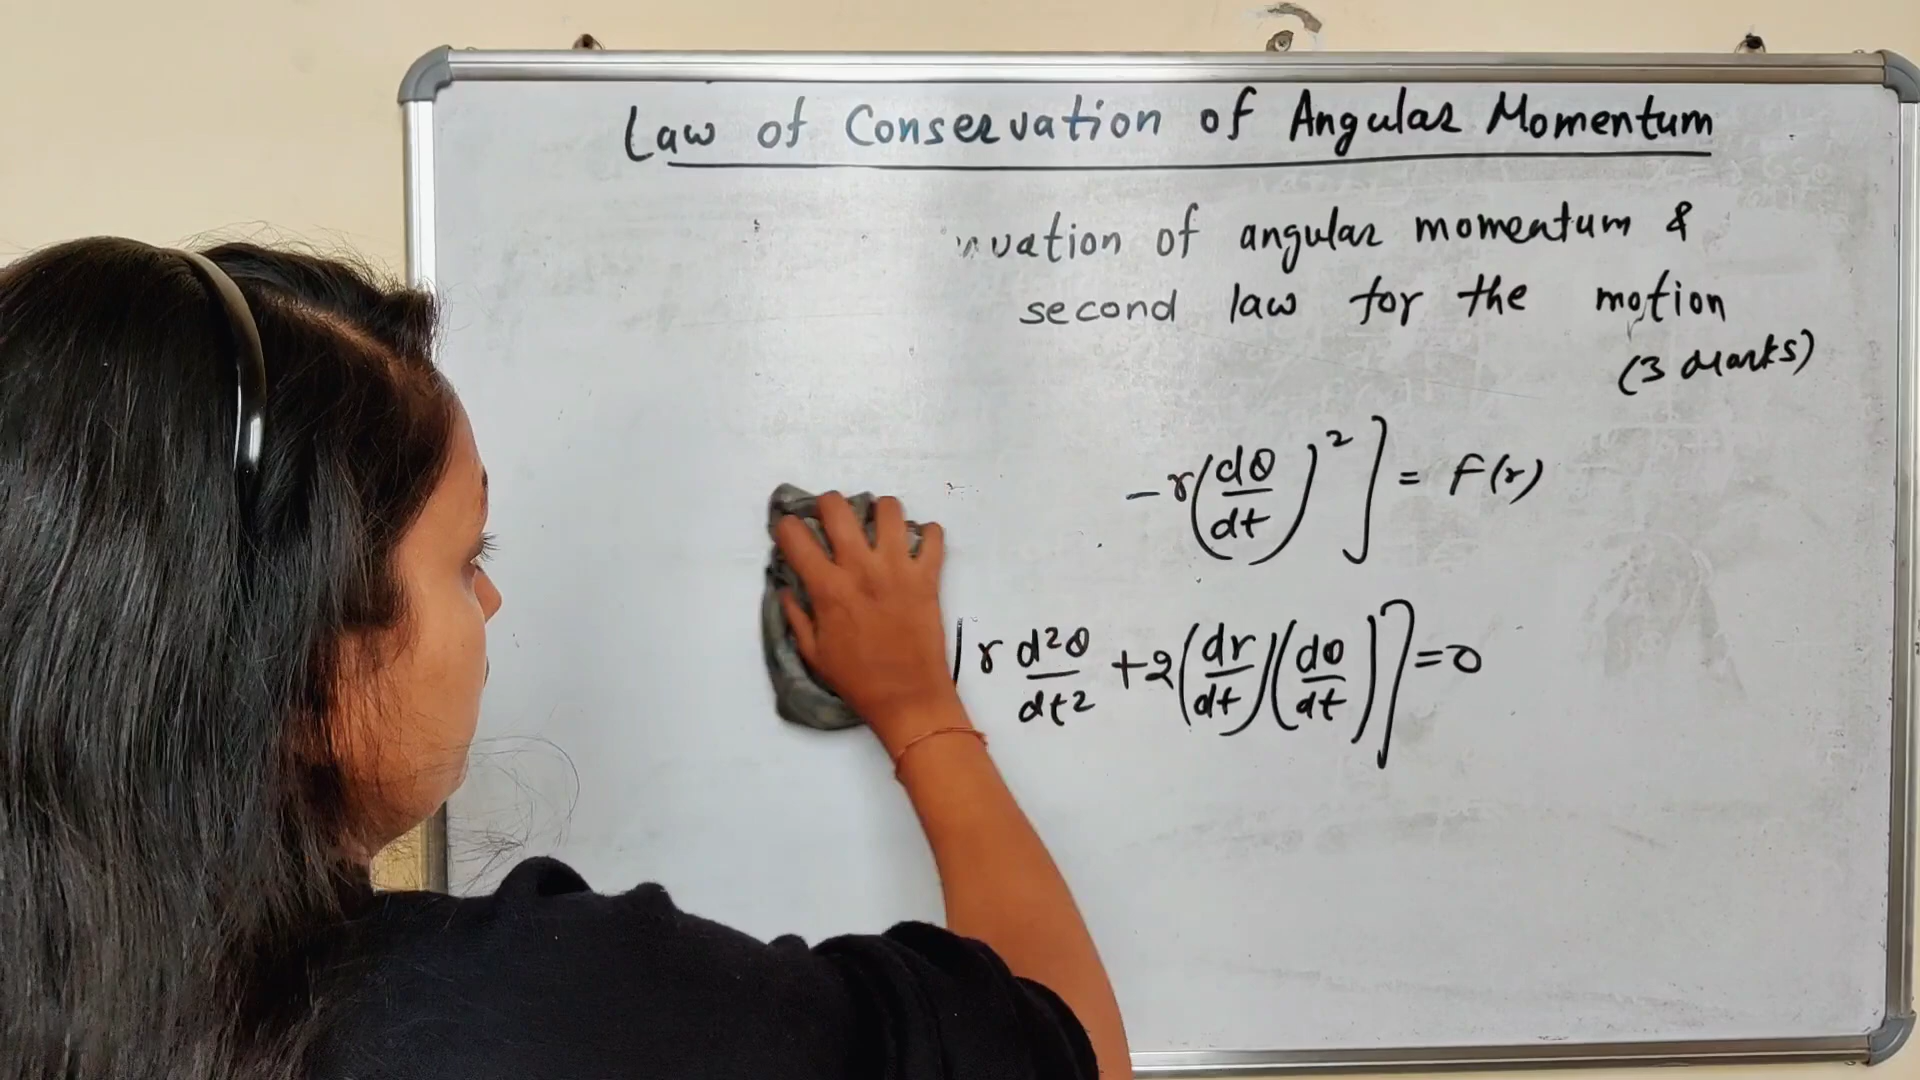 Law of Conservation of Angular Momentum
of angular momentum &
second law for the motion
(3 Marks)
-r(dθ/dt)²] = F(r)
r d²θ/dt² +2(dr/dt)(dθ/dt)]=0